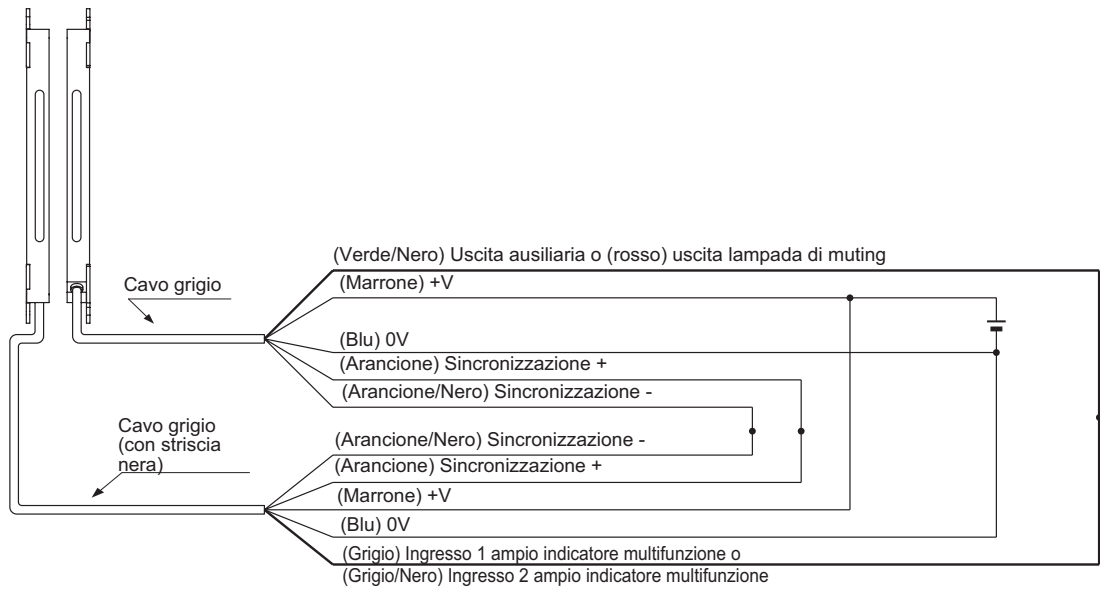 (Verde/Nero) Uscita ausiliaria o (rosso) uscita lampada di muting
Cavo grigio
(Marrone) +V
(Blu) 0V
(Arancione) Sincronizzazione +
(Arancione/Nero) Sincronizzazione -
Cavo grigio
(con striscia
nera)
(Arancione/Nero) Sincronizzazione -
(Arancione) Sincronizzazione +
(Marrone) +V
(Blu) 0V
(Grigio) Ingresso 1 ampio indicatore multifunzione o
(Grigio/Nero) Ingresso 2 ampio indicatore multifunzione